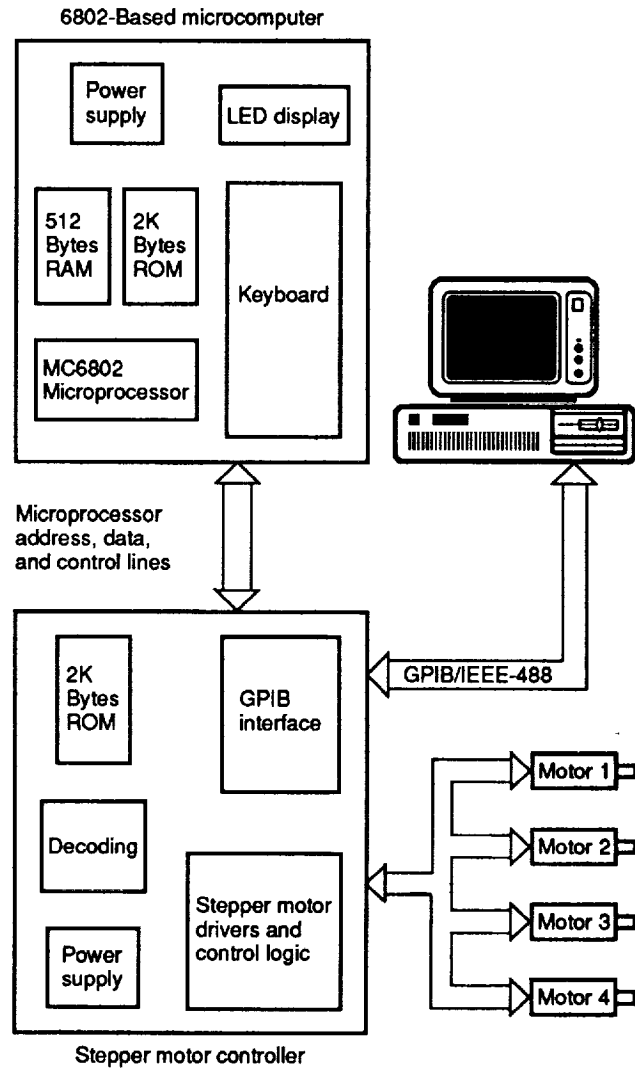 6802-Based microcomputer
Power
supply
LED display
512
Bytes
RAM
2K
Bytes
ROM
Keyboard
MC6802
Microprocessor
Microprocessor
address, data,
and control lines
2K
Bytes
ROM
GPIB
interface
GPIB/IEEE-488
Decoding
Stepper motor
drivers and
control logic
Power
supply
Motor 1
Motor 2
Motor 3
Motor 4
Stepper motor controller